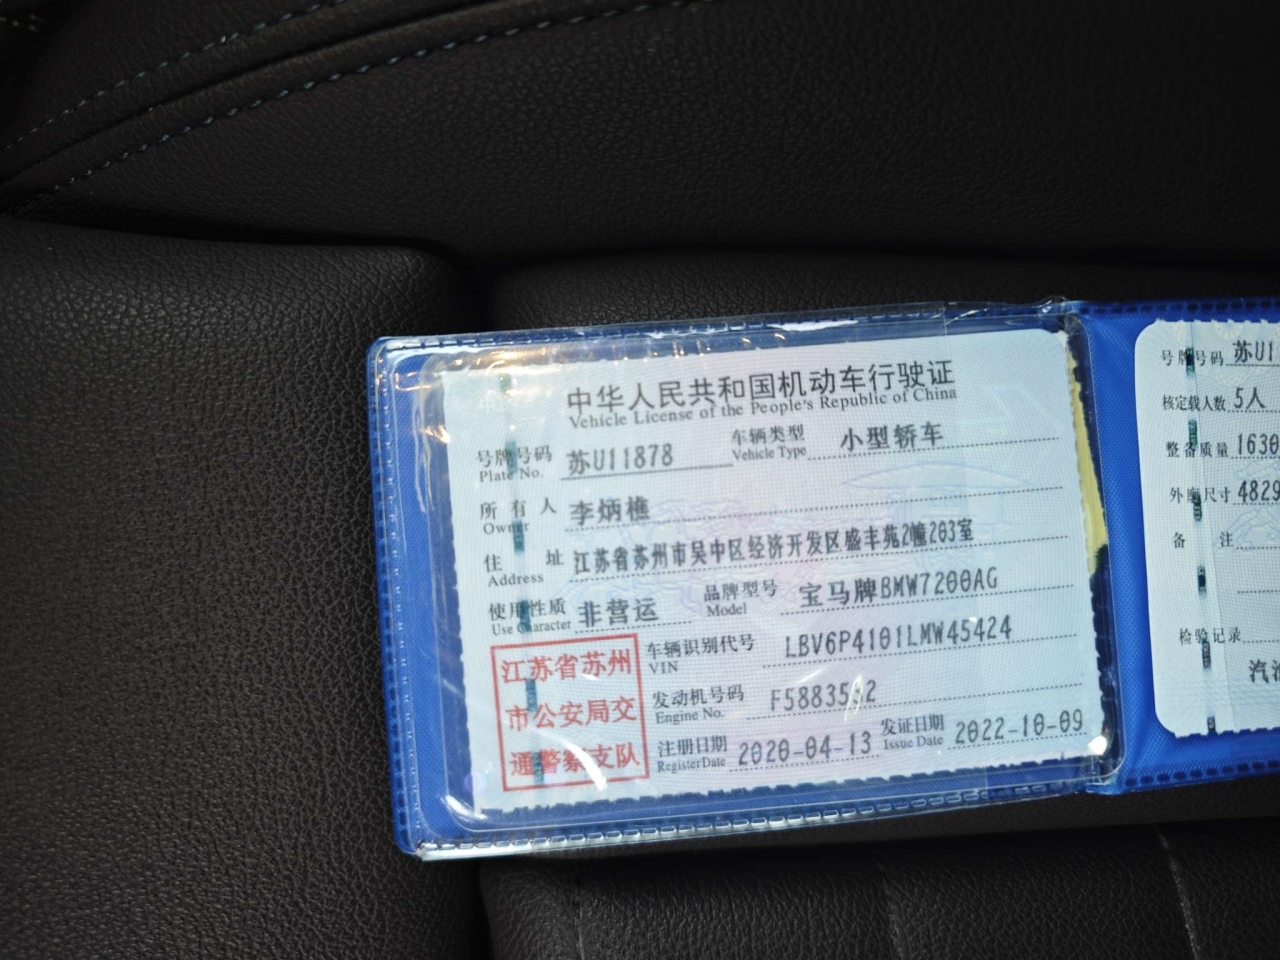 中华人民共和国机动车行驶证
Vehicle License of the People's Republic of China
号牌号码 苏U11878 车辆类型 小型轿车
Plate No. Vehicle Type
所有人 李炳樵
Owner
住址 江苏省苏州市吴中区经济开发区盛丰苑2幢203室
Address
使用性质 非营运 品牌型号 宝马牌BMW7200AG
Use Character Model
江苏省苏州
市公安局交
通警察支队
车辆识别代号 LBV6P4101LMW45424
VIN
发动机号码
Engine No.
注册日期 2020-04-13 发证日期 2022-10-09
Register Date Issue Date
号牌号码 苏U1
核定载人数 5人
整备质量 1630
外廓尺寸 4829
备注
检验记录